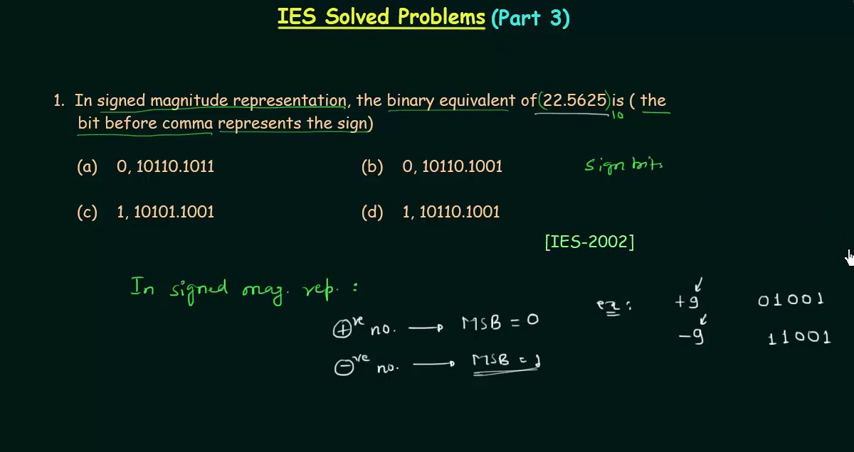 IES Solved Problems (Part 3)
1. In signed magnitude representation, the binary equivalent of (22.5625)10 is ( the
bit before comma represents the sign)
(a) 0, 10110.1011 (b) 0, 10110.1001 Sign bits
(c) 1, 10101.1001 (d) 1, 10110.1001
[IES-2002]
In signed mag. rep. :
+ve no. → MSB = 0 ex : +9 01001
-ve no. → MSB = 1 -9 11001